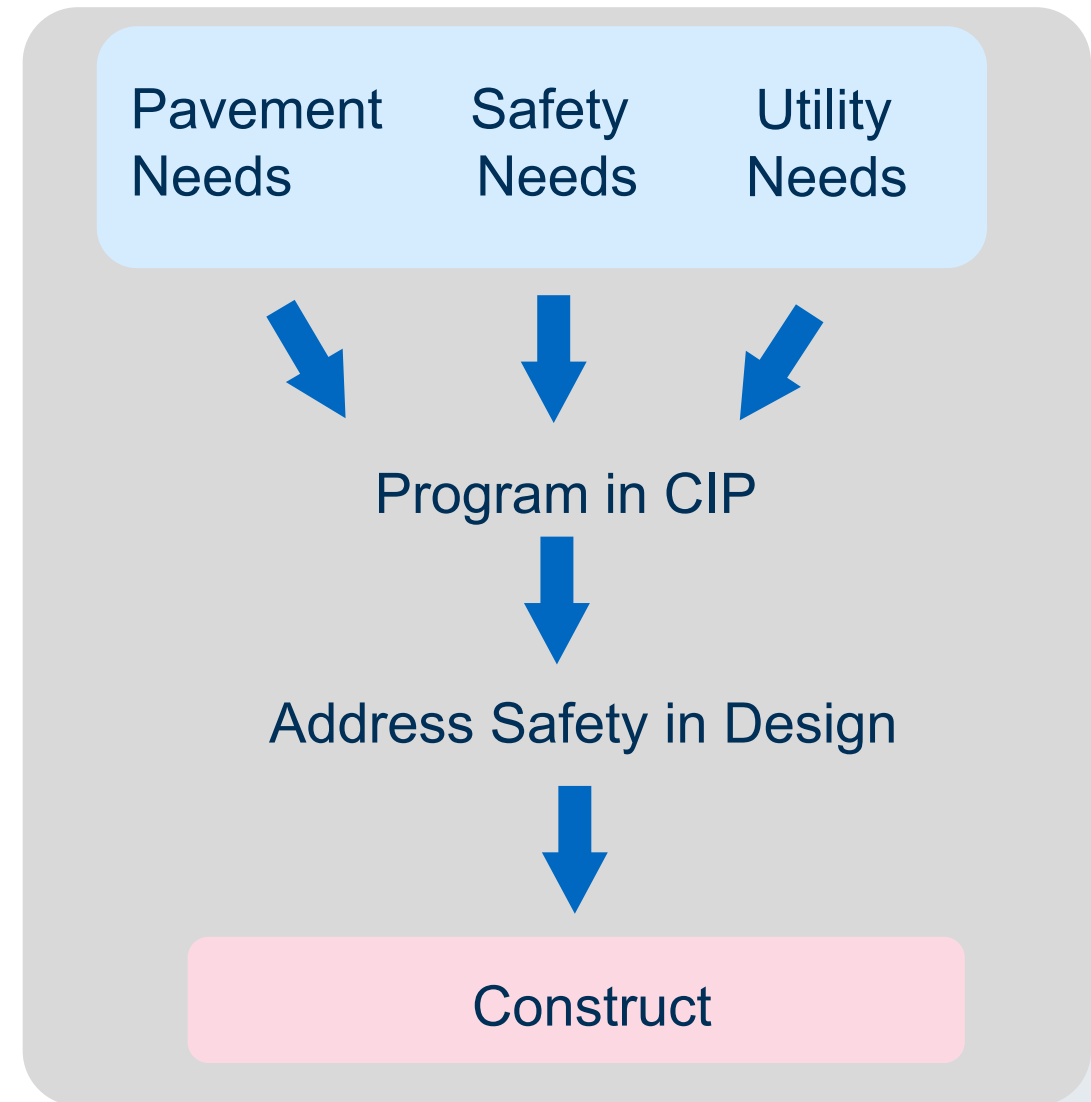 Pavement
Needs
Safety
Needs
Utility
Needs
Program in CIP
Address Safety in Design
Construct